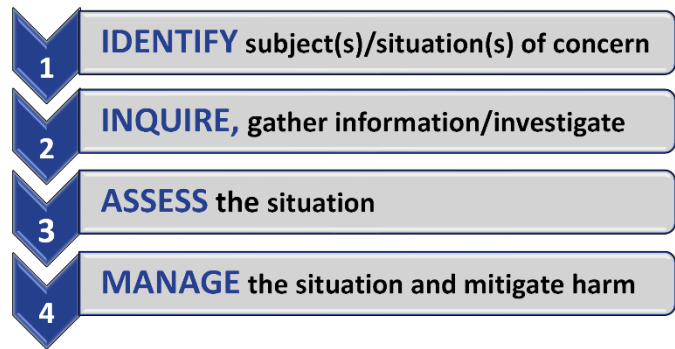 1
IDENTIFY subject(s)/situation(s) of concern
2
INQUIRE, gather information/investigate
3
ASSESS the situation
4
MANAGE the situation and mitigate harm